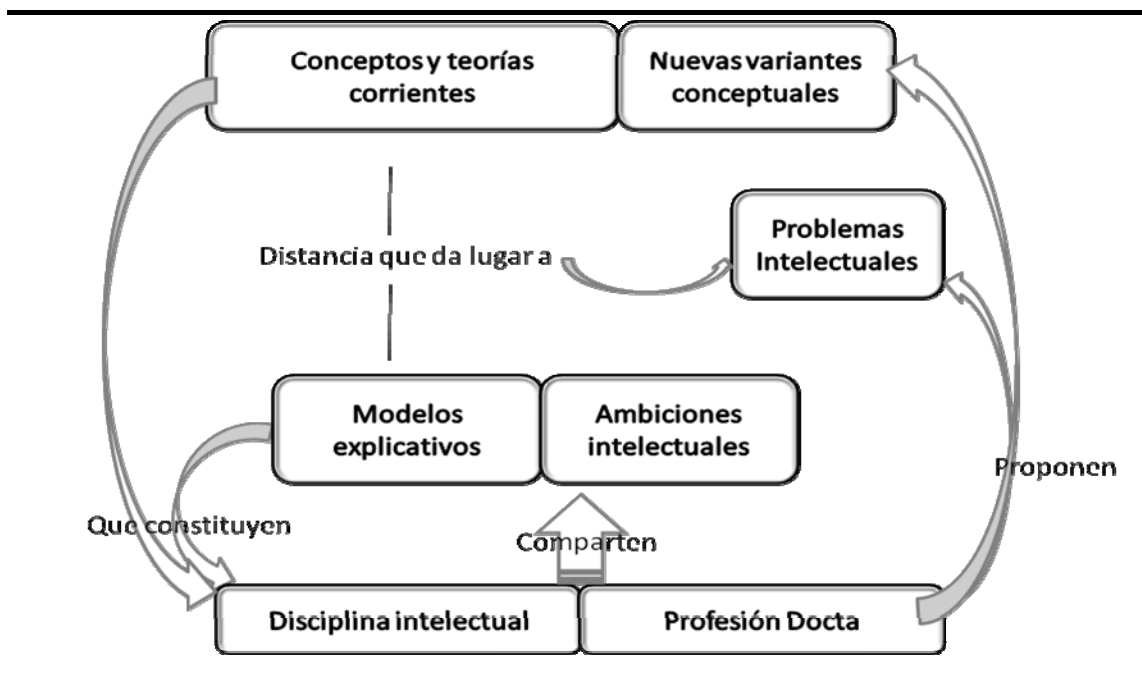 Conceptos y teorías
corrientes
Nuevas variantes
conceptuales
Problemas
Intelectuales
Distancia que da lugar a
Modelos
explicativos
Ambiciones
intelectuales
Proponen
Que constituyen
Comparten
Disciplina intelectual
Profesión Docta